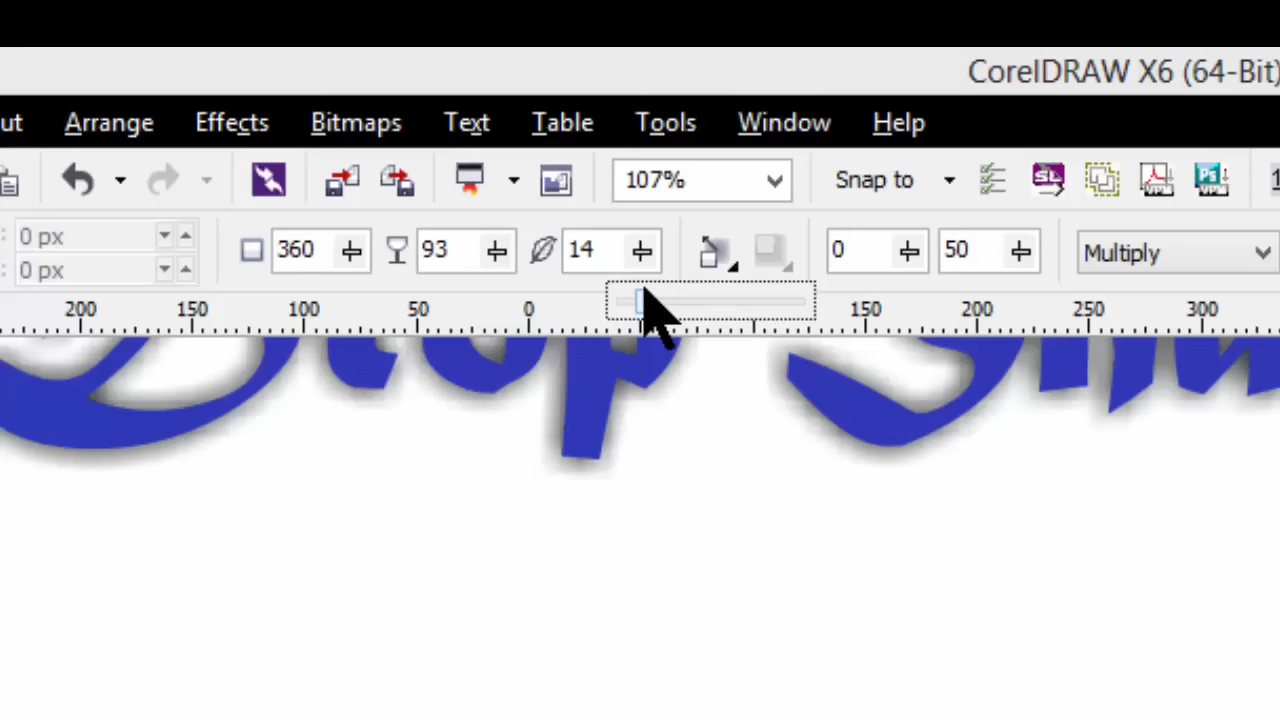 CorelDRAW X6 (64-Bit)
ut Arrange Effects Bitmaps Text Table Tools Window Help
107% Snap to
0 px 360 93 14 0 50 Multiply
0 px
200 150 100 50 0 150 200 250 300
Stop